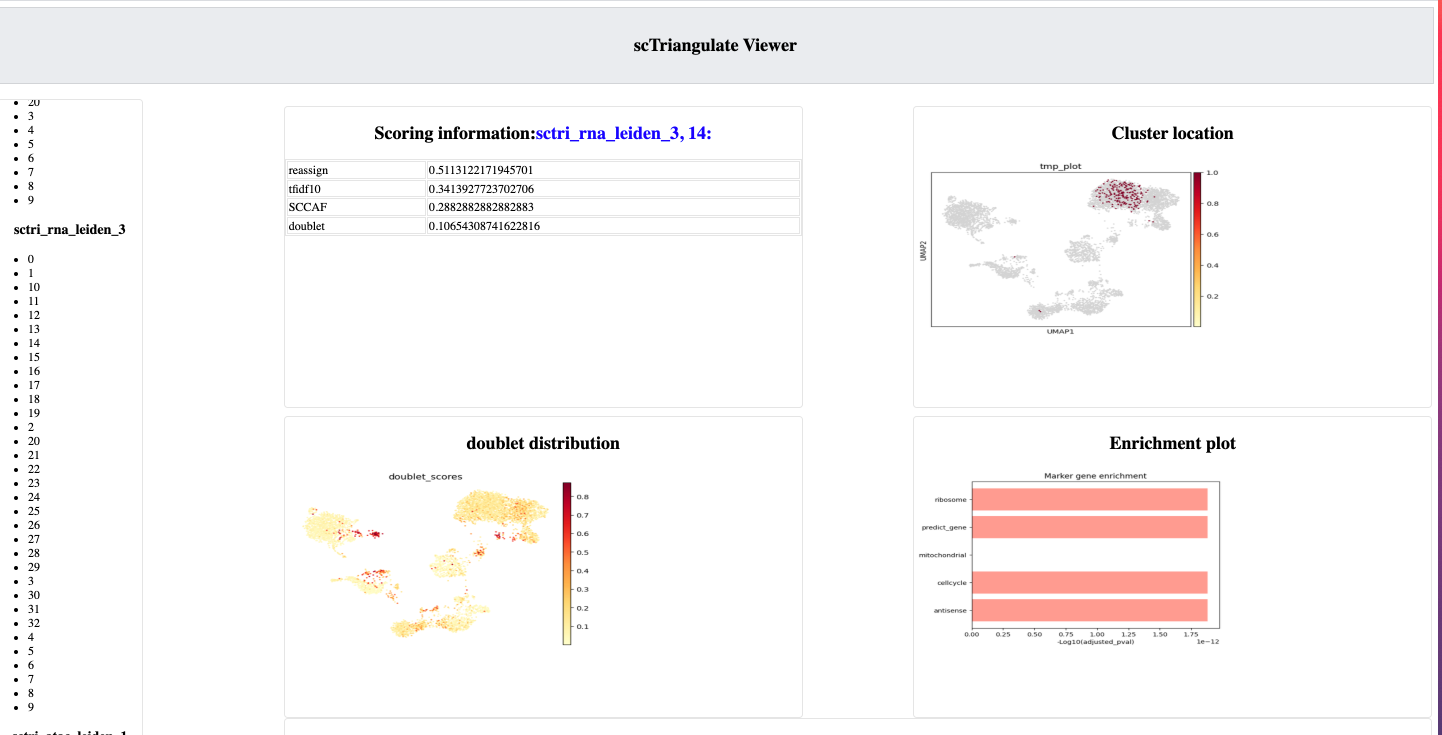 scTriangulate Viewer
20
3
4
5
6
7
8
9
sctri_rna_leiden_3
0
1
10
11
12
13
14
15
16
17
18
19
2
20
21
22
23
24
25
26
27
28
29
3
30
31
32
4
5
6
7
8
9
Scoring information:sctri_rna_leiden_3, 14:
reassign 0.5113122171945701
tfidf10 0.3413927723702706
SCCAF 0.2882882882882883
doublet 0.10654308741622816
Cluster location
tmp_plot
UMAP2
UMAP1
1.0
0.8
0.6
0.4
0.2
doublet distribution
doublet_scores
0.8
0.7
0.6
0.5
0.4
0.3
0.2
0.1
Enrichment plot
Marker gene enrichment
ribosome
predict_gene
mitochondrial
cellcycle
antisense
0.00 0.25 0.50 0.75 1.00 1.25 1.50 1.75
-Log10(adjusted_pval) 1e−12